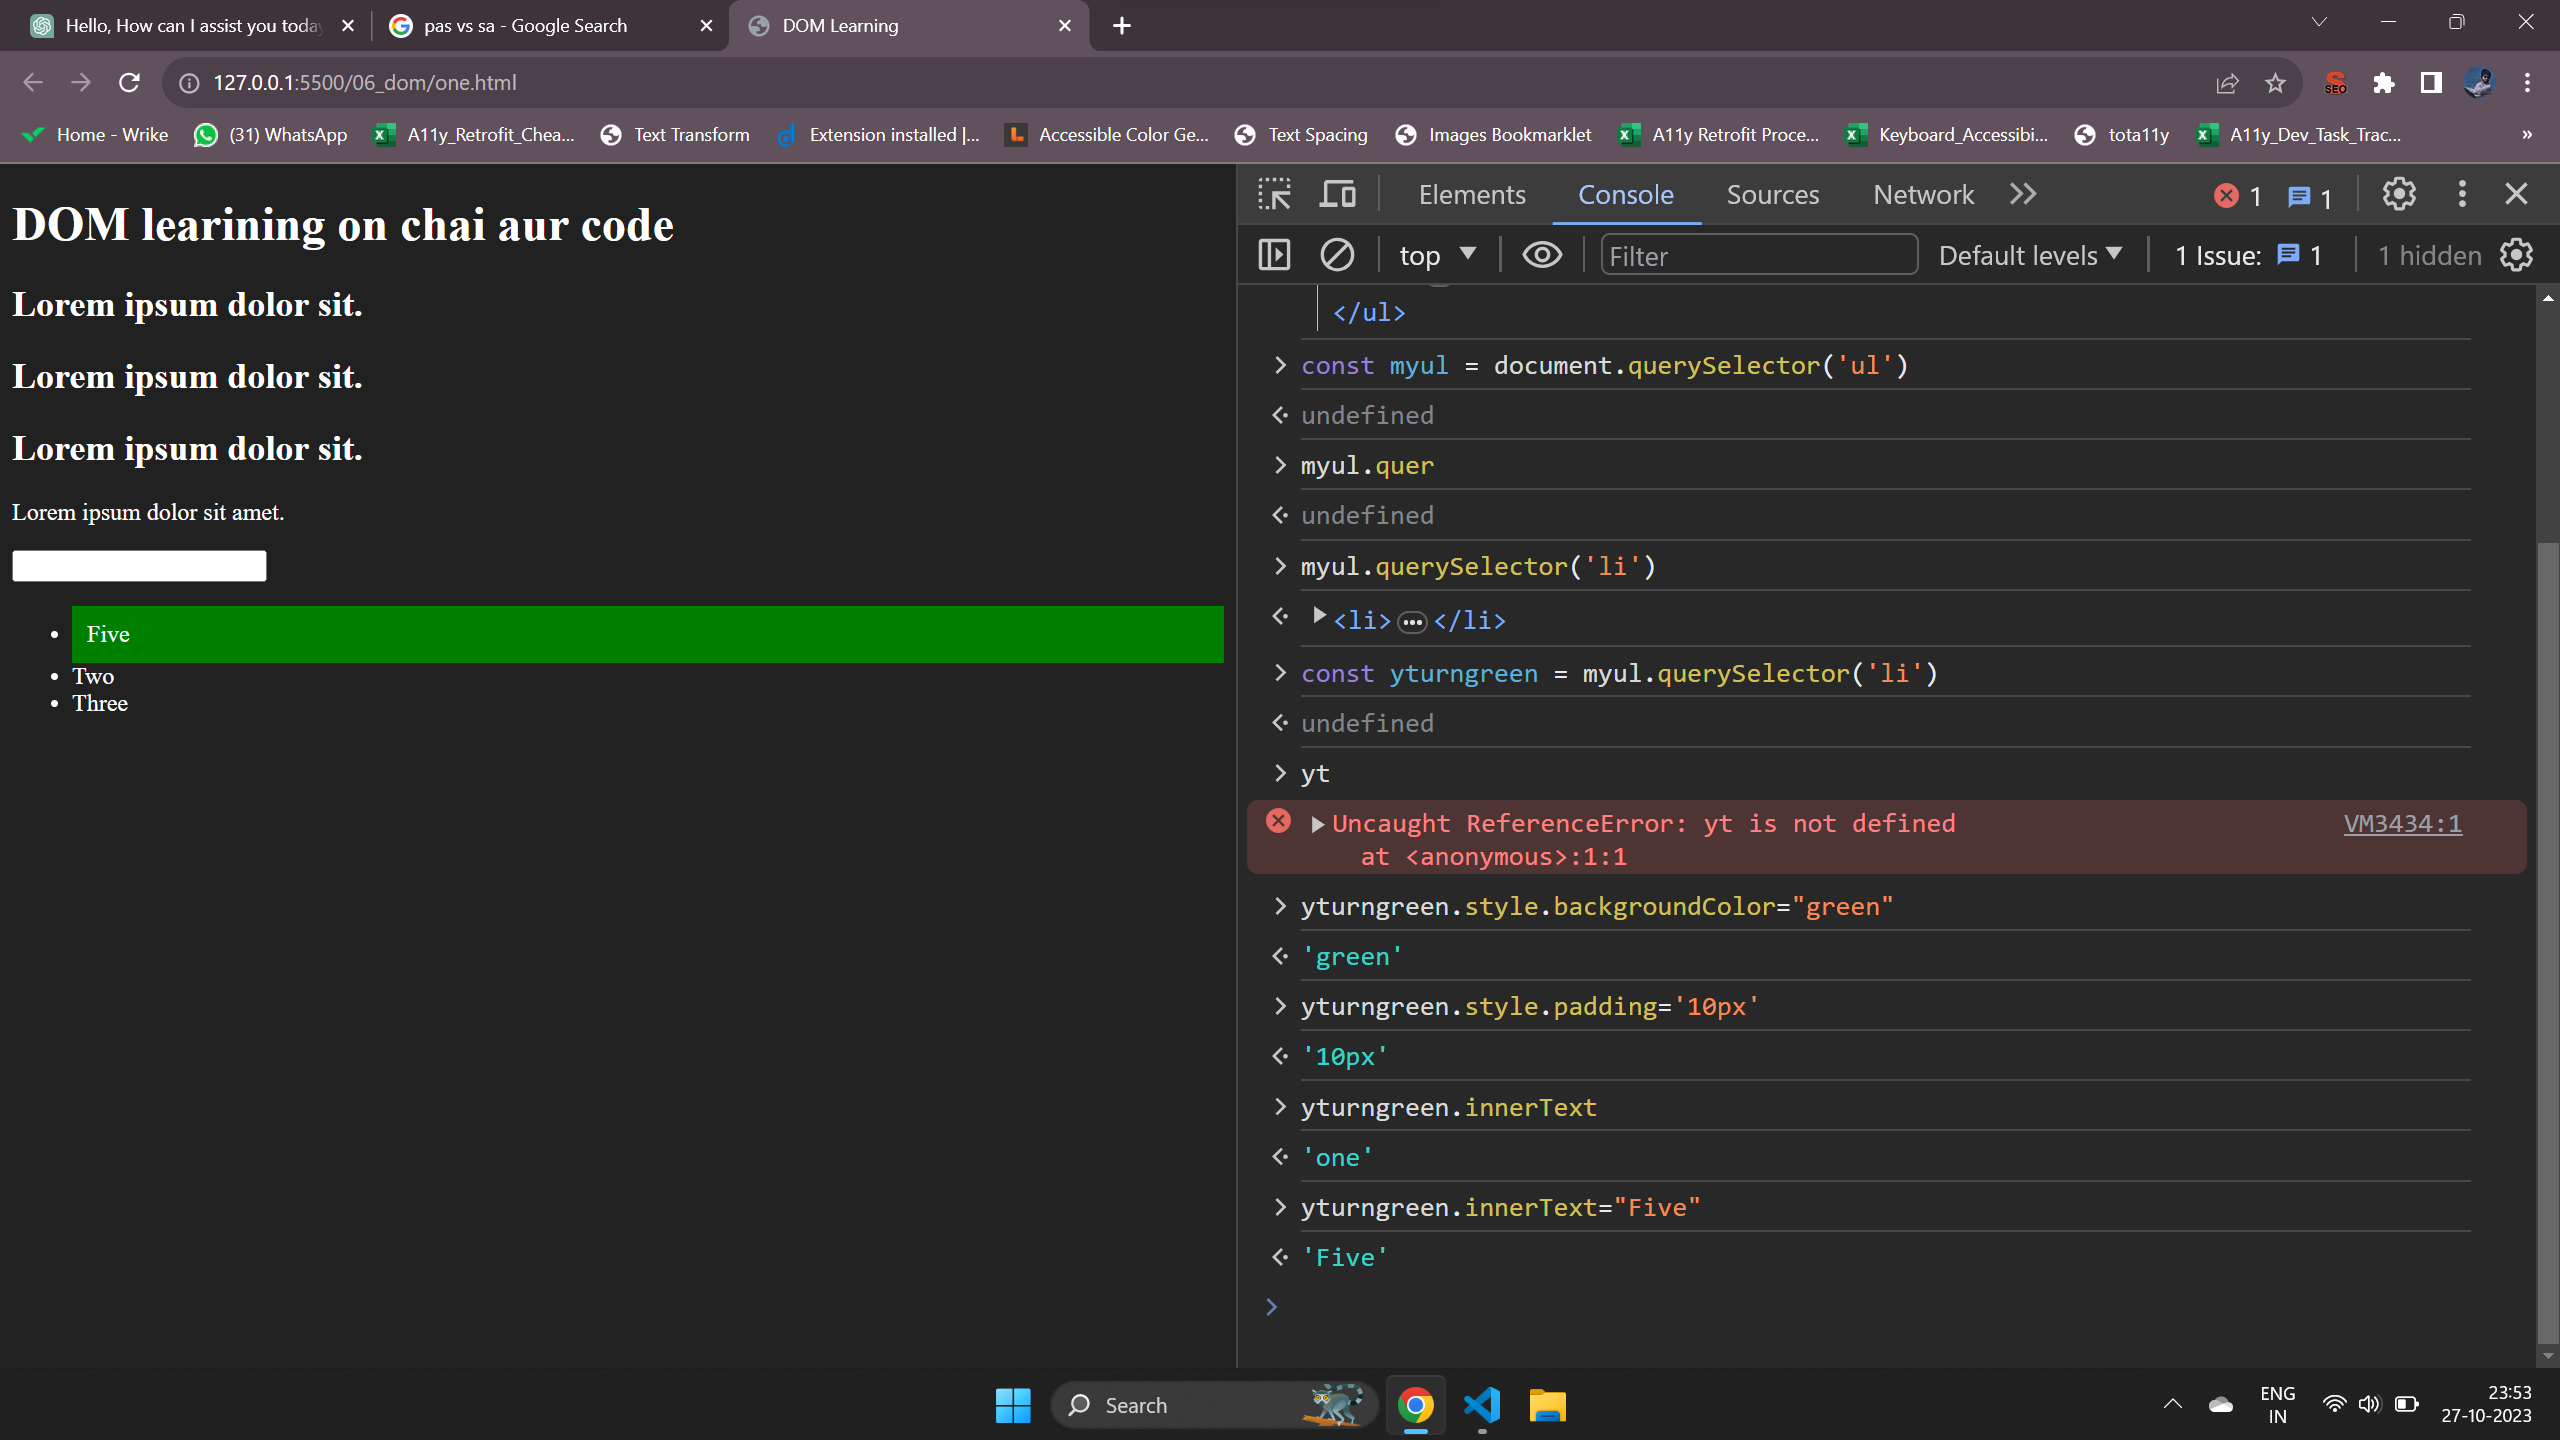 Hello, How can I assist you today
pas vs sa - Google Search
DOM Learning
127.0.0.1:5500/06_dom/one.html
SEO
Home - Wrike
(31) WhatsApp
A11y_Retrofit_Chea...
Text Transform
Extension installed |...
Accessible Color Ge...
Text Spacing
Images Bookmarklet
A11y Retrofit Proce...
Keyboard_Accessibi...
tota11y
A11y_Dev_Task_Trac...
»
DOM learining on chai aur code
Lorem ipsum dolor sit.
Lorem ipsum dolor sit.
Lorem ipsum dolor sit.
Lorem ipsum dolor sit amet.
• Five
• Two
• Three
Elements
Console
Sources
Network
1
1
top
Filter
Default levels
1 Issue:
1
1 hidden
</ul>
const myul = document.querySelector('ul')
undefined
myul.quer
undefined
myul.querySelector('li')
<li>…</li>
const yturngreen = myul.querySelector('li')
undefined
yt
Uncaught ReferenceError: yt is not defined
VM3434:1
at <anonymous>:1:1
yturngreen.style.backgroundColor="green"
'green'
yturngreen.style.padding='10px'
'10px'
yturngreen.innerText
'one'
yturngreen.innerText="Five"
'Five'
Search
ENG
IN
23:53
27-10-2023